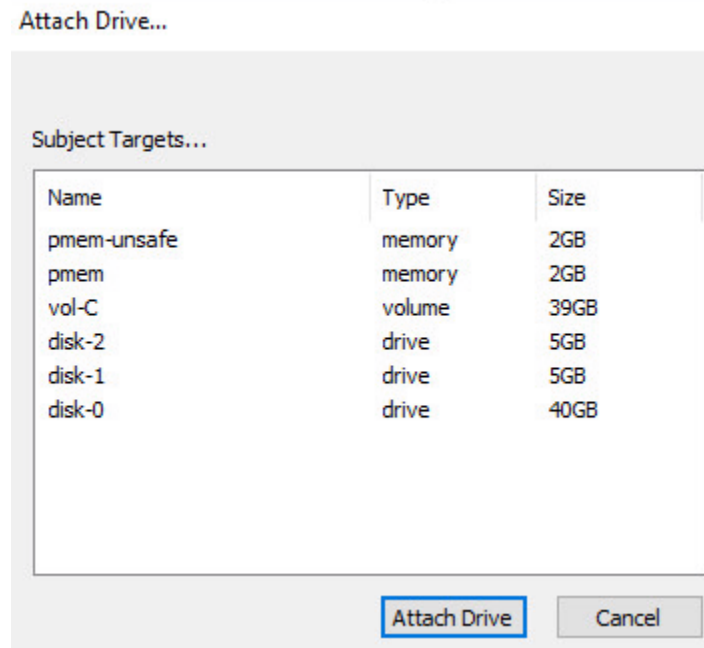 Attach Drive...
Subject Targets...
Name Type Size
pmem-unsafe memory 2GB
pmem memory 2GB
vol-C volume 39GB
disk-2 drive 5GB
disk-1 drive 5GB
disk-0 drive 40GB
Attach Drive Cancel